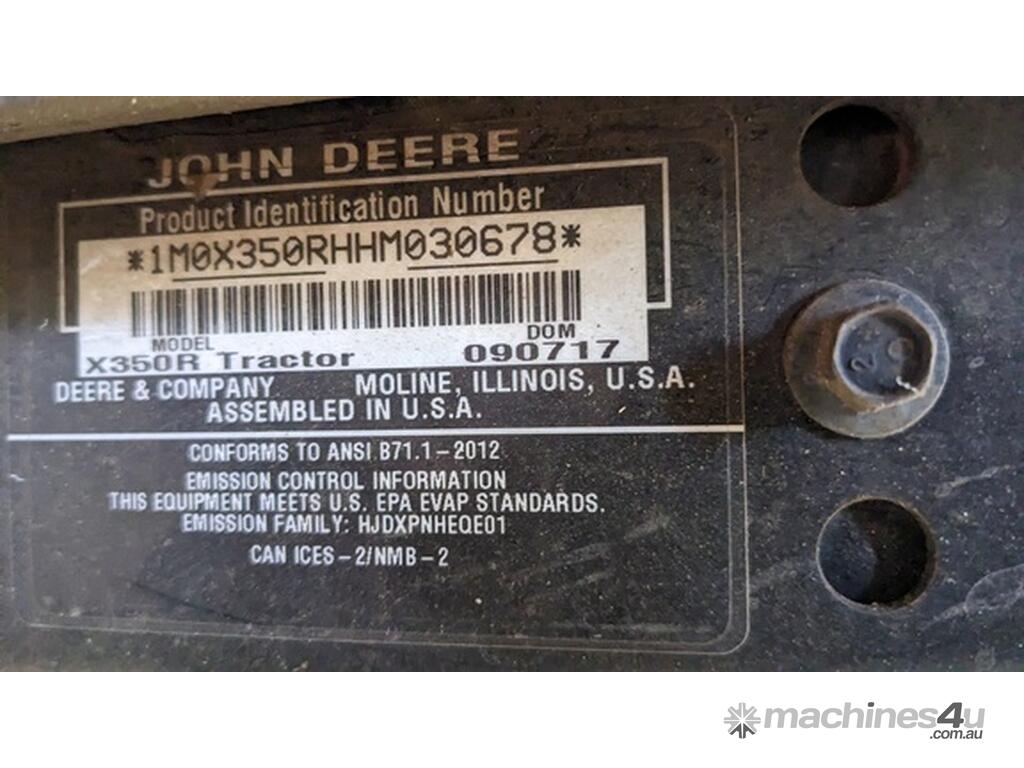 JOHN DEERE
Product Identification Number
*1M0X350RHHM030678*
MODEL DOM
X350R Tractor 090717
DEERE & COMPANY MOLINE, ILLINOIS, U.S.A.
ASSEMBLED IN U.S.A.
CONFORMS TO ANSI B71.1-2012
EMISSION CONTROL INFORMATION
THIS EQUIPMENT MEETS U.S. EPA EVAP STANDARDS.
EMISSION FAMILY: HJDXPNHEQE01
CAN ICES-2/NMB-2
machines4u
.com.au